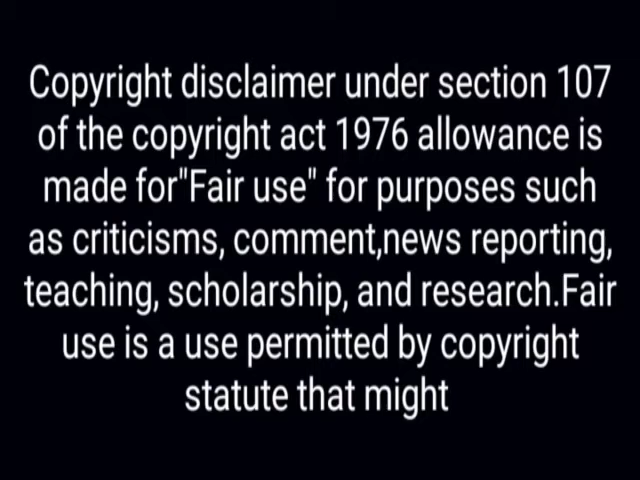 Copyright disclaimer under section 107
of the copyright act 1976 allowance is
made for"Fair use" for purposes such
as criticisms, comment,news reporting,
teaching, scholarship, and research.Fair
use is a use permitted by copyright
statute that might